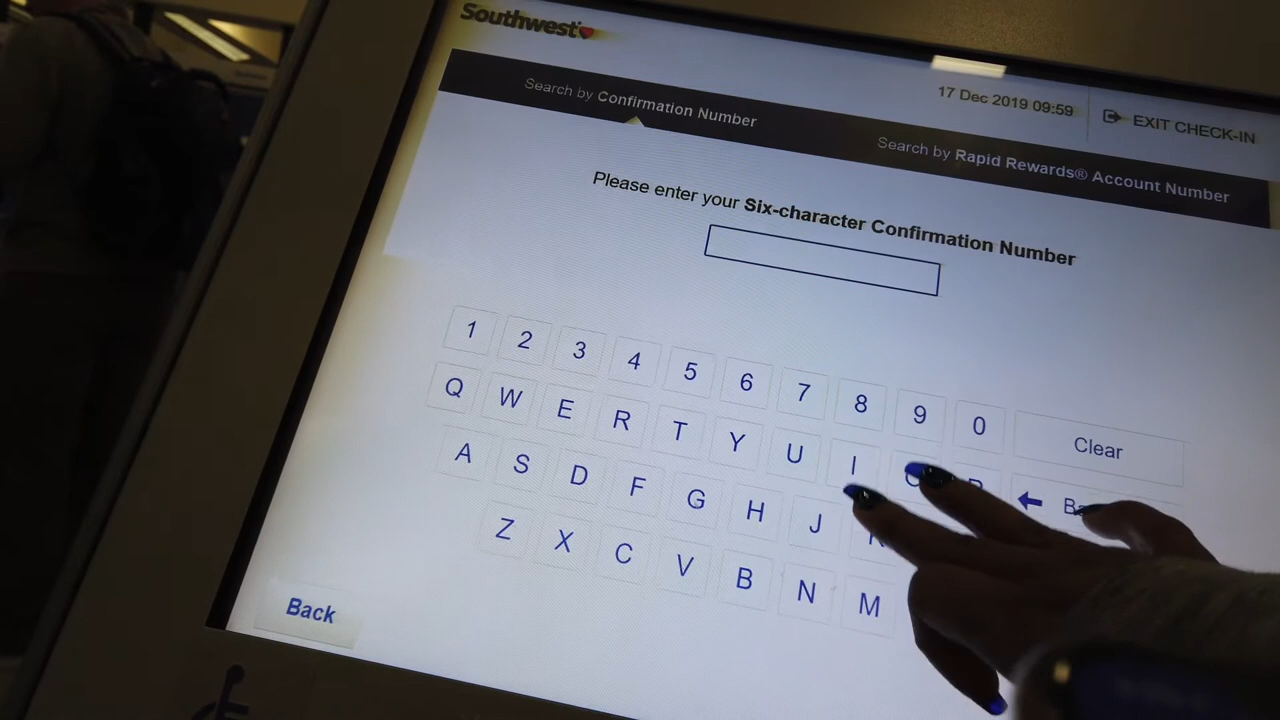 Southwest
17 Dec 2019 09:59
EXIT CHECK-IN
Search by Confirmation Number
Search by Rapid Rewards® Account Number
Please enter your Six-character Confirmation Number
1 2 3 4 5 6 7 8 9 0 Clear
Q W E R T Y U I
A S D F G H J K
Z X C V B N M
Back